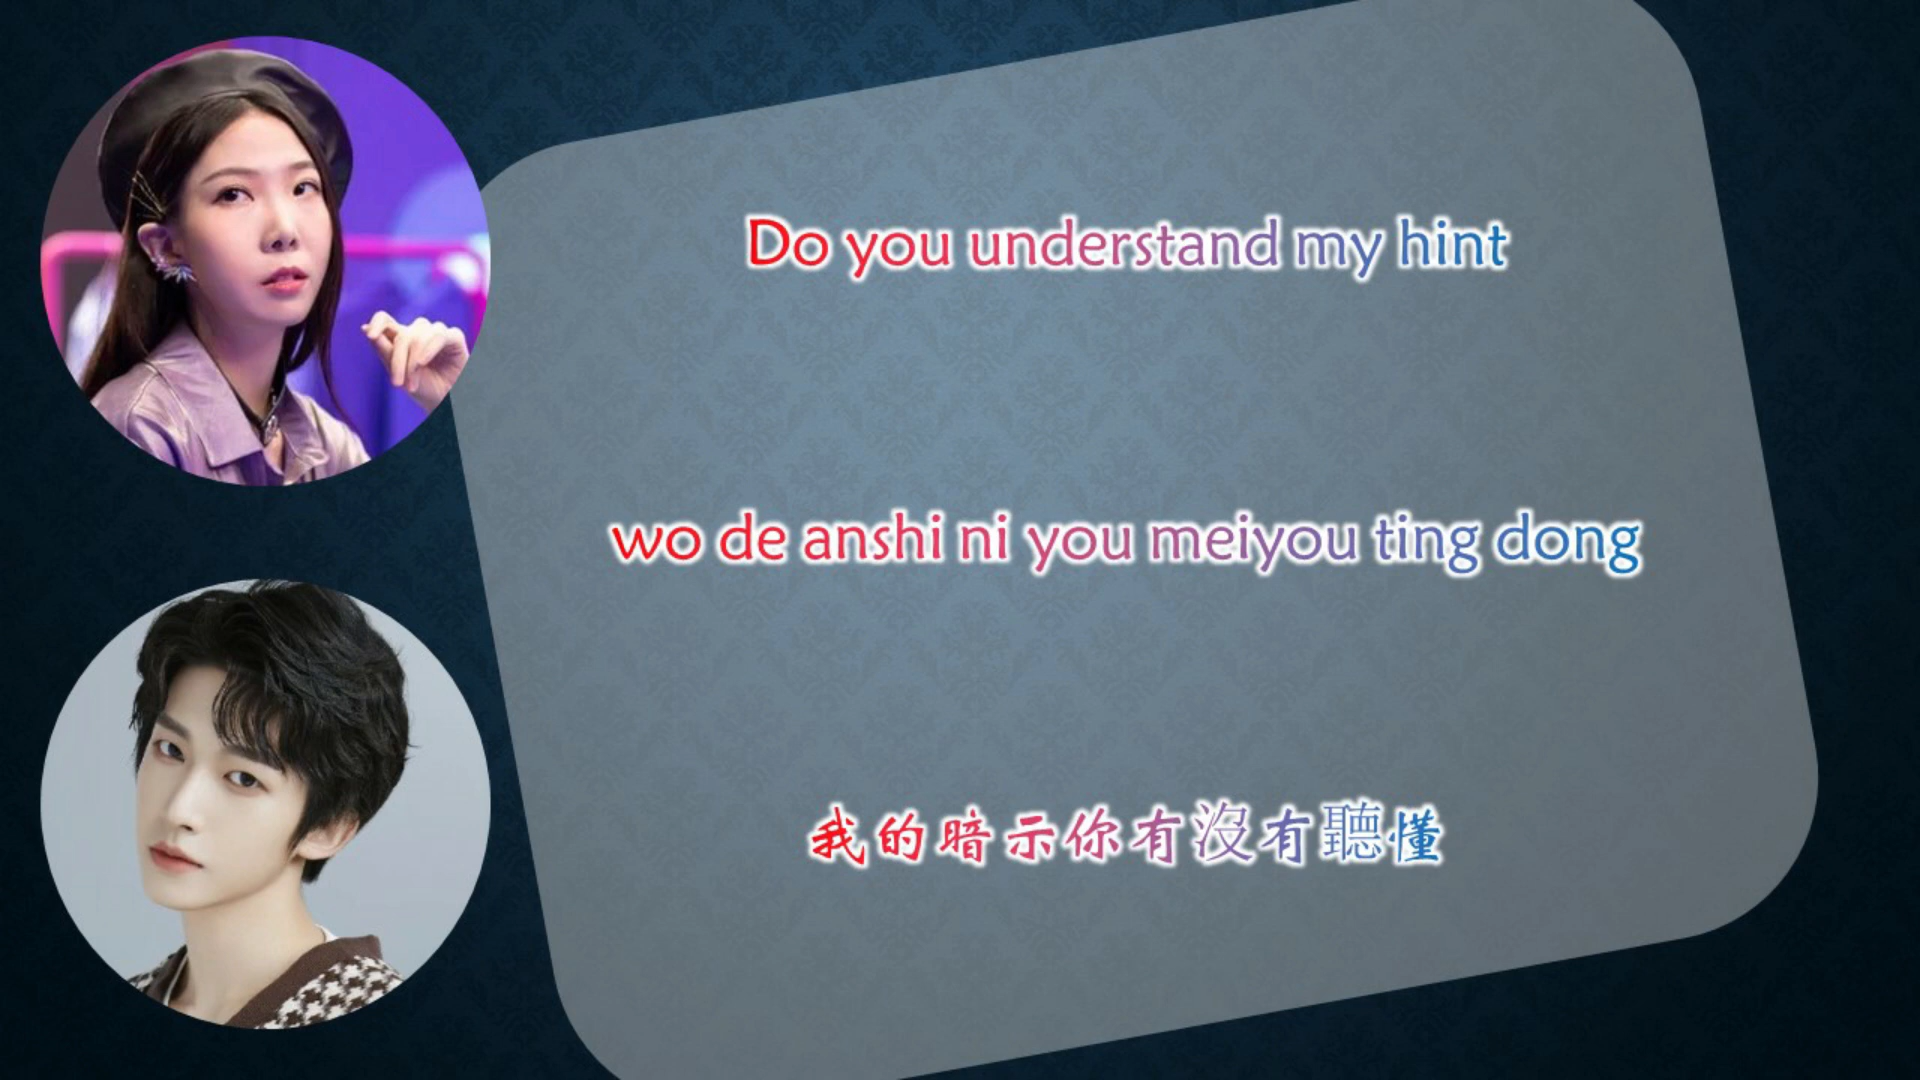 Do you understand my hint
wo de anshi ni you meiyou ting dong
我的暗示你有沒有聽懂